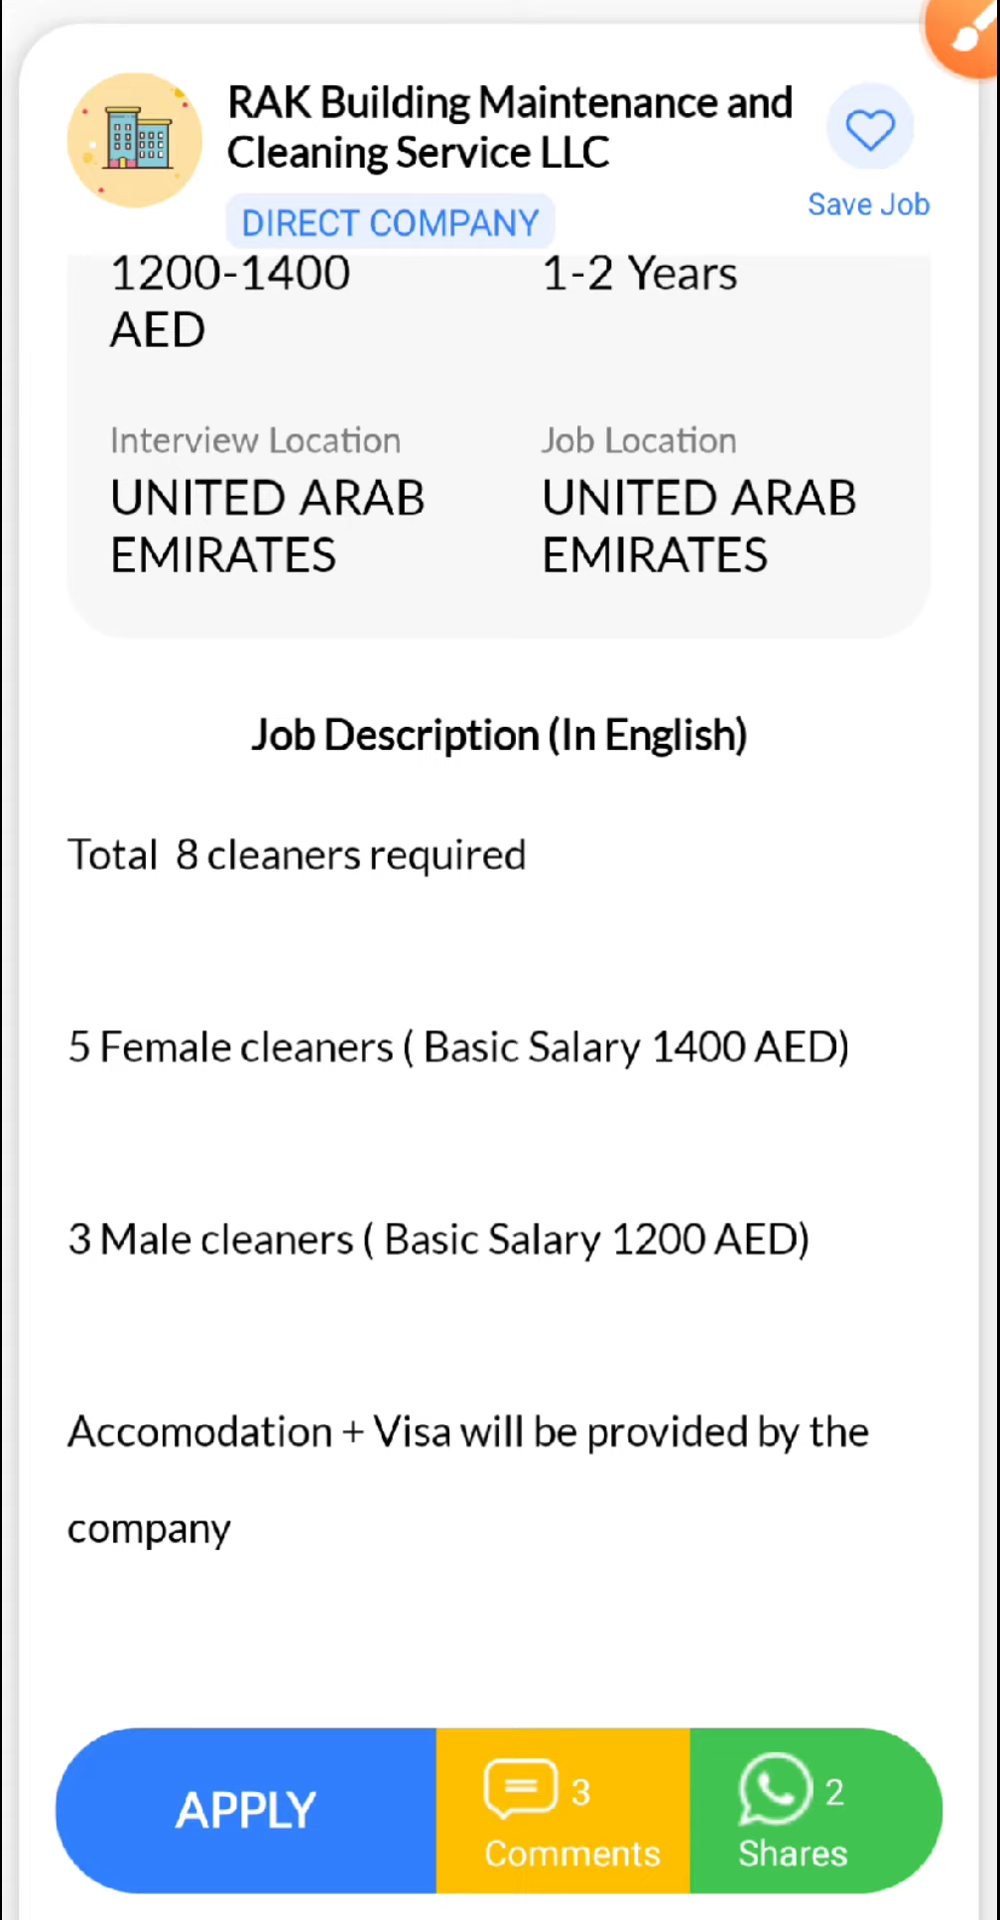 RAK Building Maintenance and
Cleaning Service LLC
Save Job
DIRECT COMPANY
1200-1400
AED
1-2 Years
Interview Location
UNITED ARAB
EMIRATES
Job Location
UNITED ARAB
EMIRATES
Job Description (In English)
Total 8 cleaners required
5 Female cleaners ( Basic Salary 1400 AED)
3 Male cleaners ( Basic Salary 1200 AED)
Accomodation + Visa will be provided by the
company
APPLY
3
Comments
2
Shares